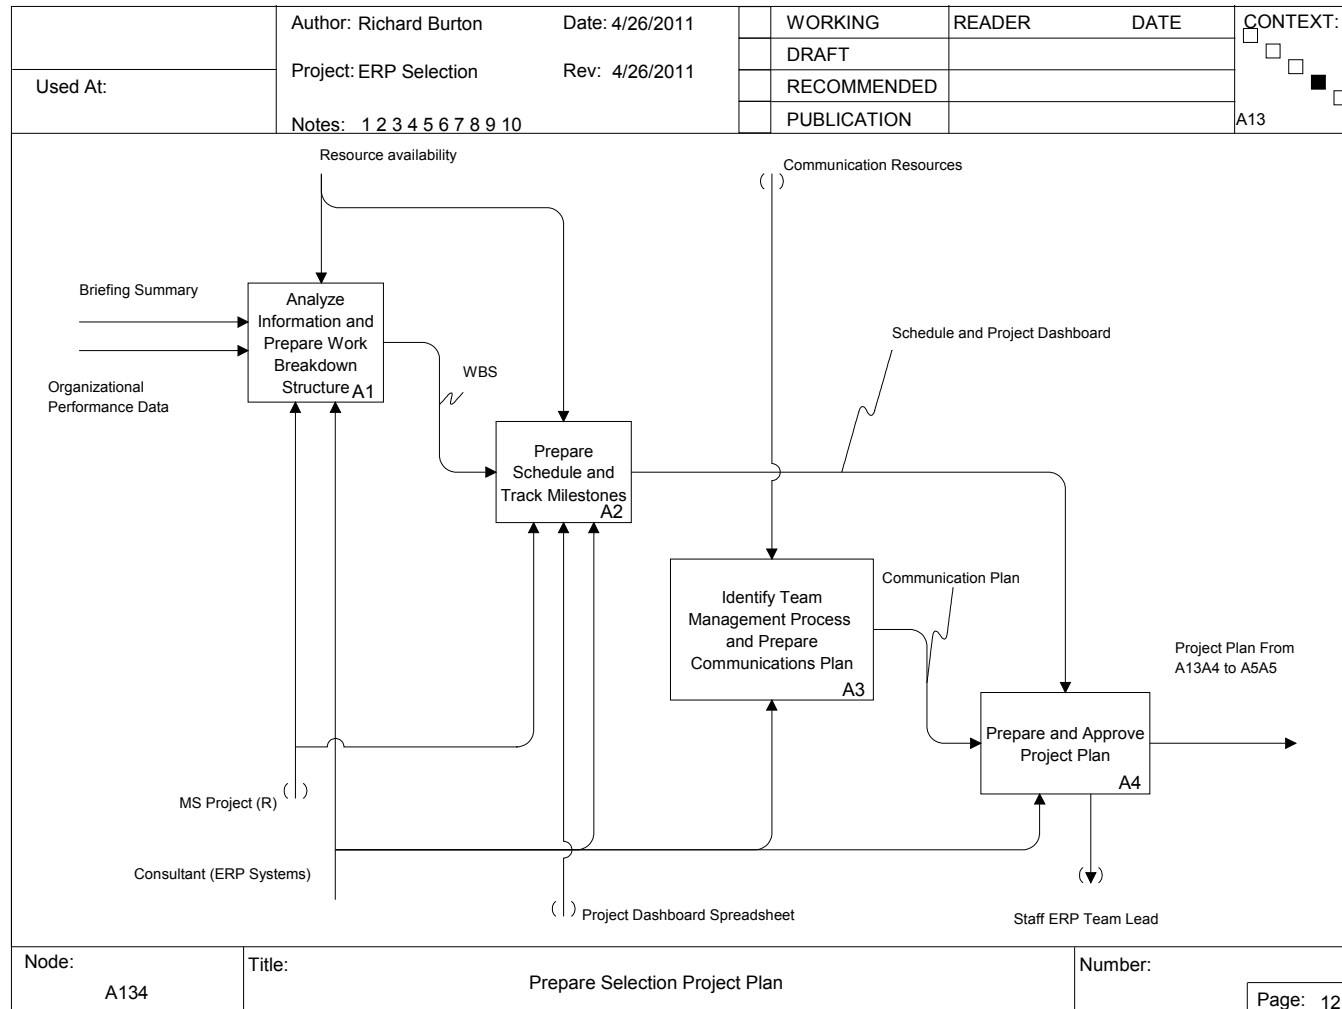 Used At:
Author: Richard Burton
Date: 4/26/2011
Project: ERP Selection
Rev: 4/26/2011
Notes: 1 2 3 4 5 6 7 8 9 10
WORKING
DRAFT
RECOMMENDED
PUBLICATION
READER
DATE
CONTEXT:
A13
Resource availability
Communication Resources
Briefing Summary
Organizational
Performance Data
Analyze
Information and
Prepare Work
Breakdown
Structure
A1
WBS
Schedule and Project Dashboard
Prepare
Schedule and
Track Milestones
A2
Identify Team
Management Process
and Prepare
Communications Plan
A3
Communication Plan
Project Plan From
A13A4 to A5A5
Prepare and Approve
Project Plan
A4
MS Project (R)
Consultant (ERP Systems)
Project Dashboard Spreadsheet
Staff ERP Team Lead
Node:
A134
Title:
Prepare Selection Project Plan
Number:
Page: 12